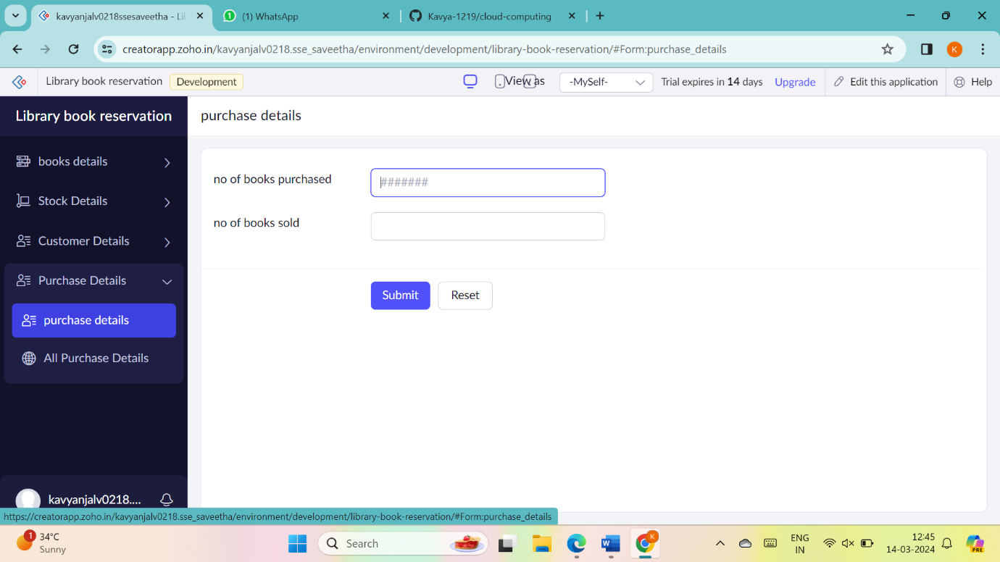 kavyanjalv0218ssesaveetha - Lib
1 (1) WhatsApp
Kavya-1219/cloud-computing
creatorapp.zoho.in/kavyanjalv0218.sse_saveetha/environment/development/library-book-reservation/#Form:purchase_details
K
Library book reservation Development
View as -MySelf- Trial expires in 14 days Upgrade Edit this application Help
Library book reservation
purchase details
books details
Stock Details
Customer Details
Purchase Details
purchase details
All Purchase Details
no of books purchased #######
no of books sold
Submit Reset
kavyanjalv0218....
https://creatorapp.zoho.in/kavyanjalv0218.sse_saveetha/environment/development/library-book-reservation/#Form:purchase_details
1 34°C
Sunny
Search
K
ENG
IN
12:45
14-03-2024
PRE